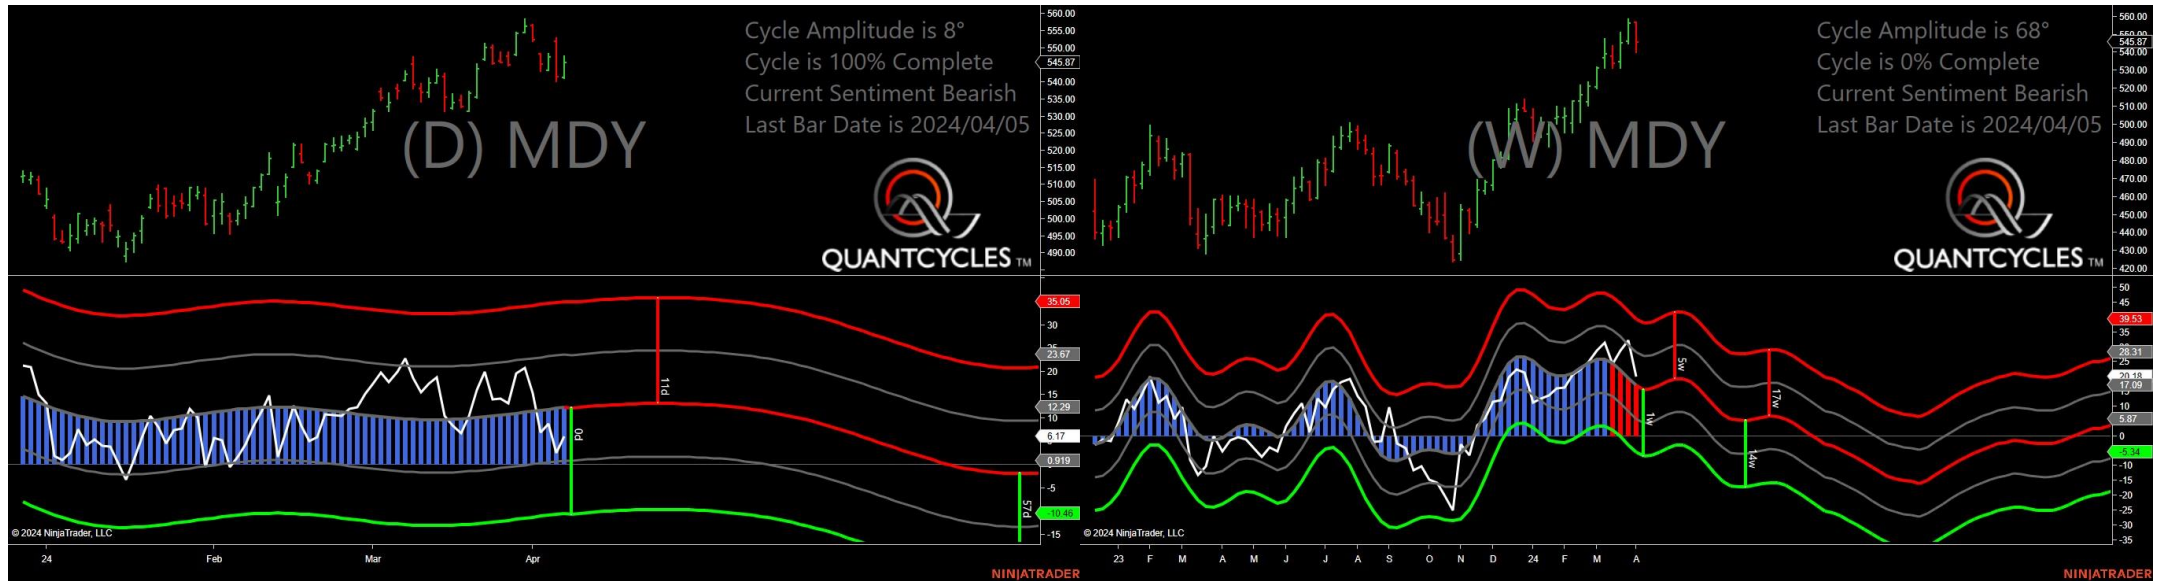 Cycle Amplitude is 8°
Cycle is 100% Complete
Current Sentiment Bearish
Last Bar Date is 2024/04/05
(D) MDY
QUANTCYCLES TM
560.00
555.00
550.00
545.87
540.00
535.00
530.00
525.00
520.00
515.00
510.00
505.00
500.00
495.00
490.00
35.05
30
23.67
20
15
12.29
10
6.17
0.919
-5
-10.46
-15
11d
0d
57d
© 2024 NinjaTrader, LLC
24 Feb Mar Apr
NINJATRADER
Cycle Amplitude is 68°
Cycle is 0% Complete
Current Sentiment Bearish
Last Bar Date is 2024/04/05
(W) MDY
QUANTCYCLES TM
560.00
545.87
540.00
530.00
520.00
510.00
500.00
490.00
480.00
470.00
460.00
450.00
440.00
430.00
420.00
50
45
39.53
35
28.31
25
20.18
17.09
15
10
5.87
0
-5.34
-10
-15
-20
-25
-30
-35
5w
17w
1w
14w
© 2024 NinjaTrader, LLC
23 F M A M J J A S O N D 24 F M A
NINJATRADER